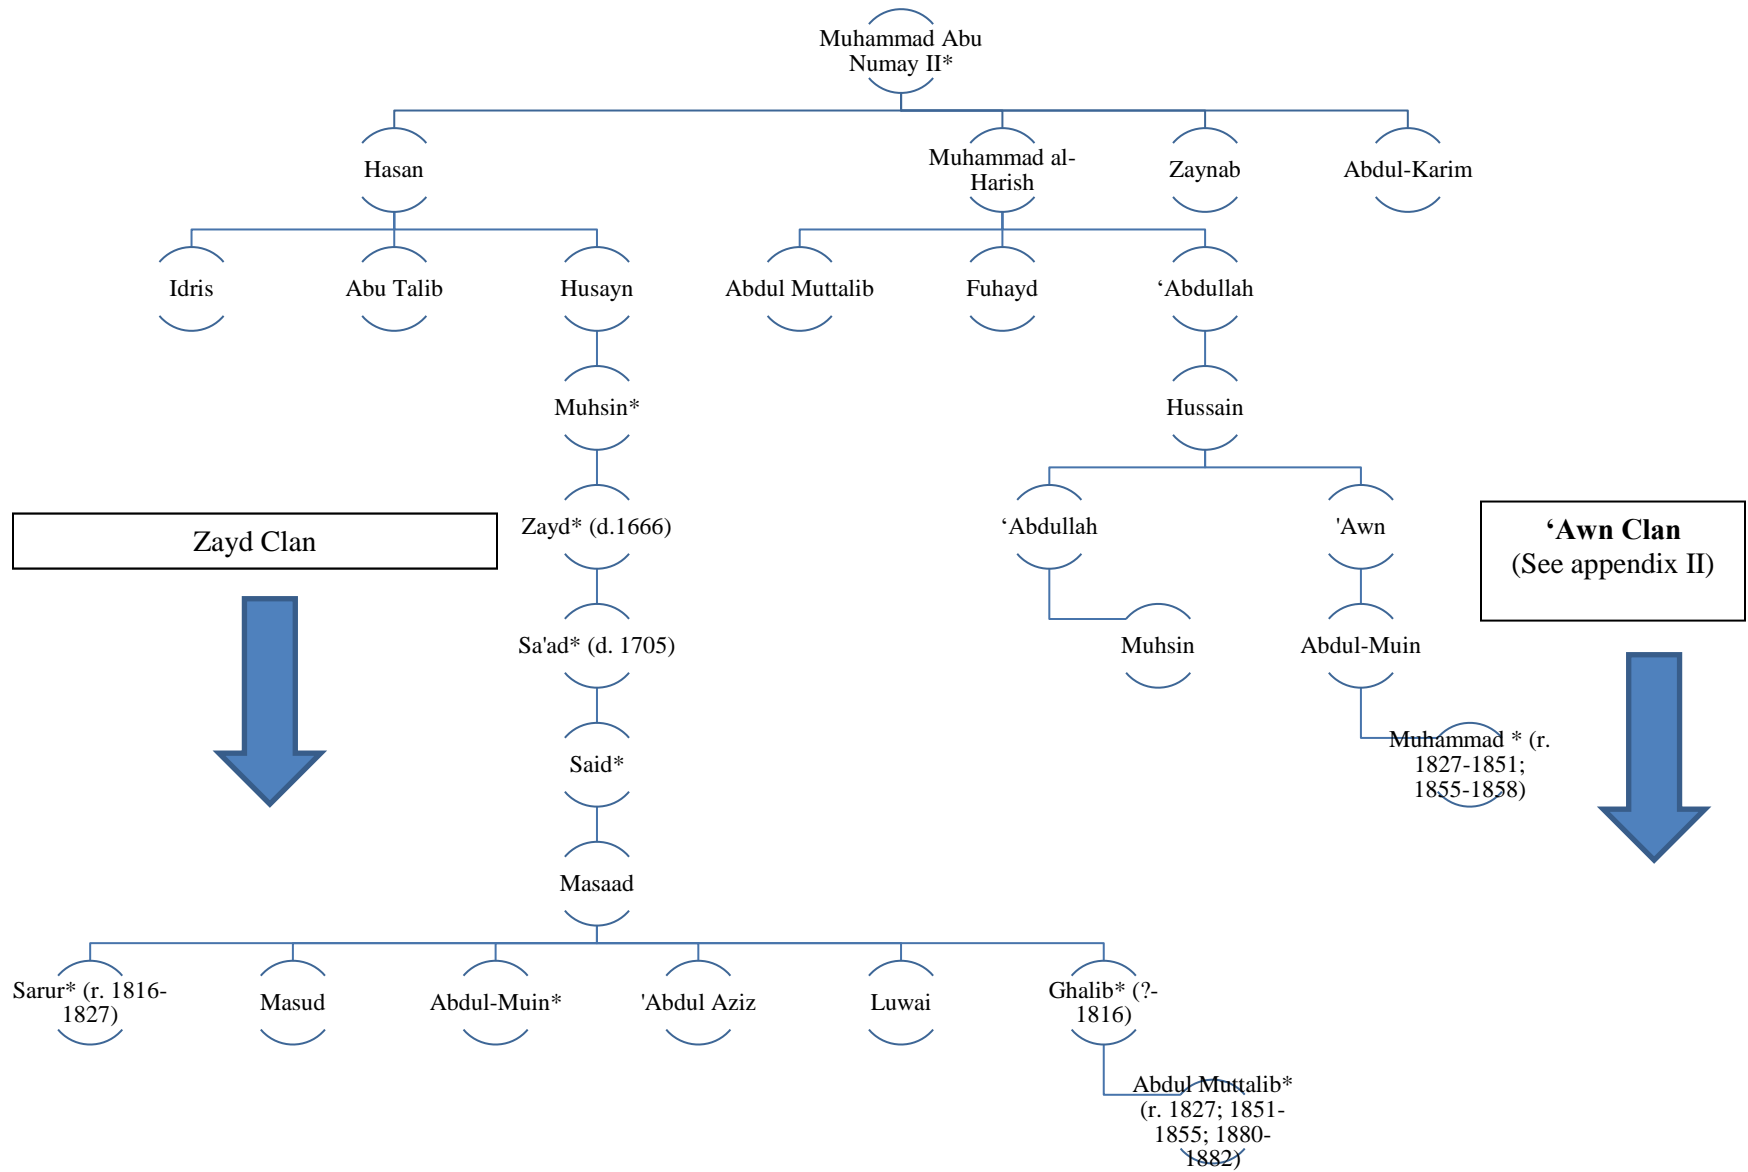 Muhammad Abu
Numay II*
Hasan
Muhammad al-
Harish
Zaynab
Abdul-Karim
Idris
Abu Talib
Husayn
Abdul Muttalib
Fuhayd
‘Abdullah
Muhsin*
Hussain
Zayd Clan
Zayd* (d.1666)
‘Abdullah
'Awn
‘Awn Clan
(See appendix II)
Sa'ad* (d. 1705)
Muhsin
Abdul-Muin
Said*
Muhammad * (r.
1827-1851;
1855-1858)
Masaad
Sarur* (r. 1816-
1827)
Masud
Abdul-Muin*
'Abdul Aziz
Luwai
Ghalib* (?-
1816)
Abdul Muttalib*
(r. 1827; 1851-
1855; 1880-
1882)